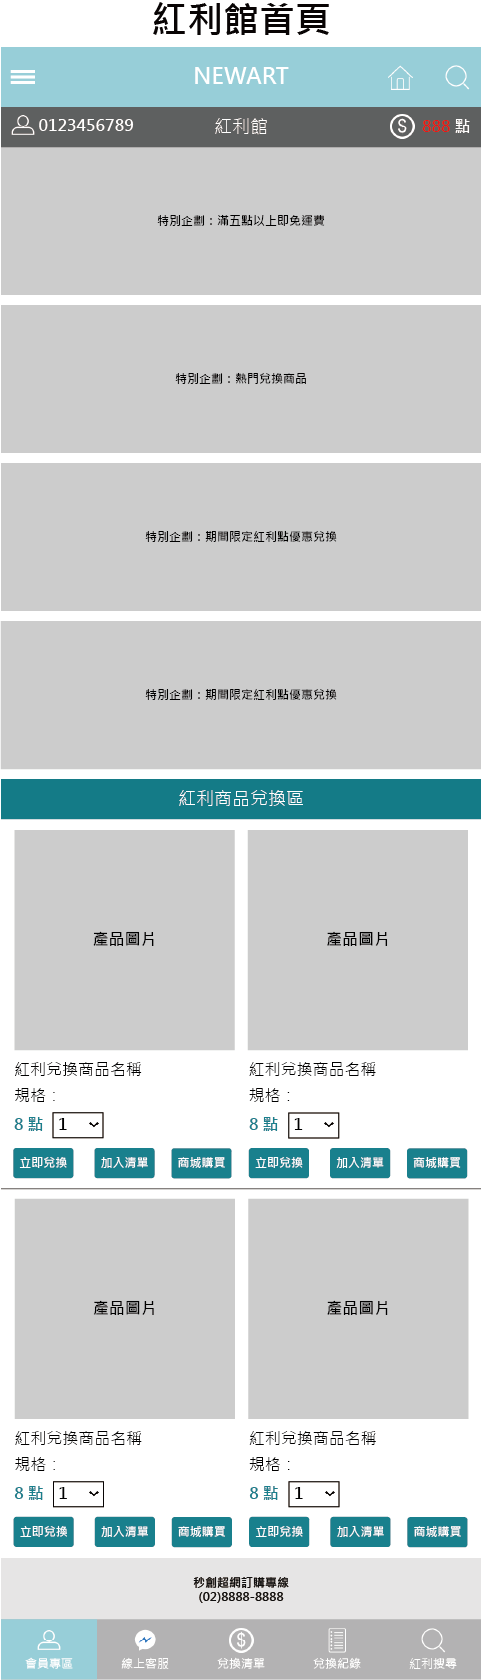 紅利館首頁
NEWART
0123456789 紅利館 888 點
特別企劃：滿五點以上即免運費
特別企劃：熱門兌換商品
特別企劃：期間限定紅利點優惠兌換
特別企劃：期間限定紅利點優惠兌換
紅利商品兌換區
產品圖片 產品圖片
紅利兌換商品名稱 紅利兌換商品名稱
規格： 規格：
8 點 1 8 點 1
立即兌換 加入清單 商城購買 立即兌換 加入清單 商城購買
產品圖片 產品圖片
紅利兌換商品名稱 紅利兌換商品名稱
規格： 規格：
8 點 1 8 點 1
立即兌換 加入清單 商城購買 立即兌換 加入清單 商城購買
秒創超網訂購專線
(02)8888-8888
會員專區 線上客服 兌換清單 兌換紀錄 紅利搜尋